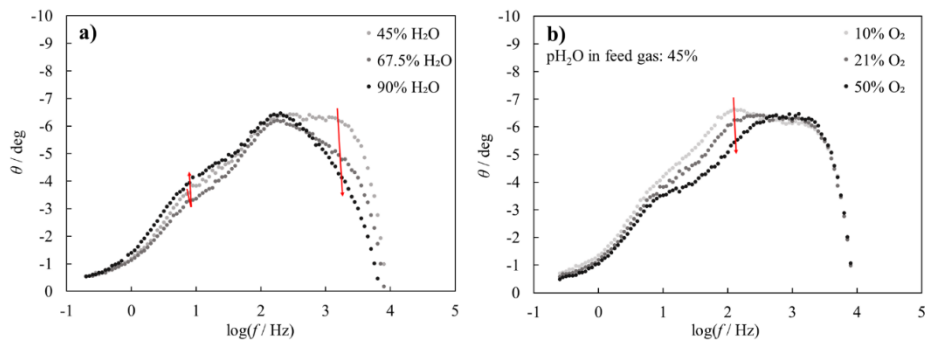 a)
45% H₂O
67.5% H₂O
90% H₂O
-10
-9
-8
-7
-6
-5
-4
-3
-2
-1
0
θ / deg
-1 0 1 2 3 4 5
log(f / Hz)
b)
10% O₂
21% O₂
50% O₂
pH₂O in feed gas: 45%
-10
-9
-8
-7
-6
-5
-4
-3
-2
-1
0
θ / deg
-1 0 1 2 3 4 5
log(f / Hz)